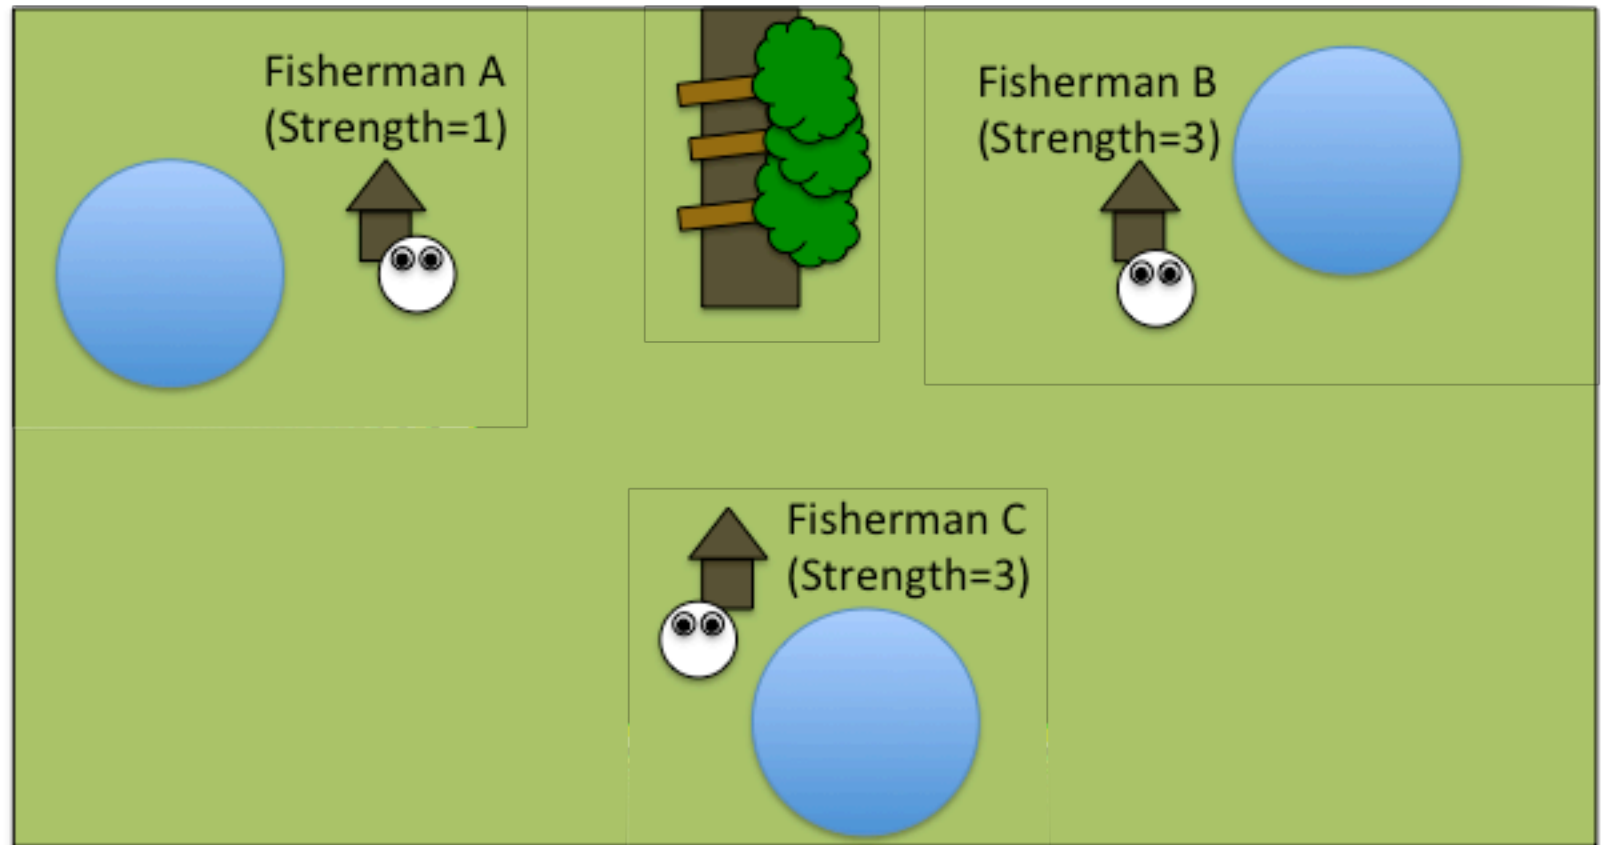 Fisherman A
(Strength=1)
Fisherman B
(Strength=3)
Fisherman C
(Strength=3)